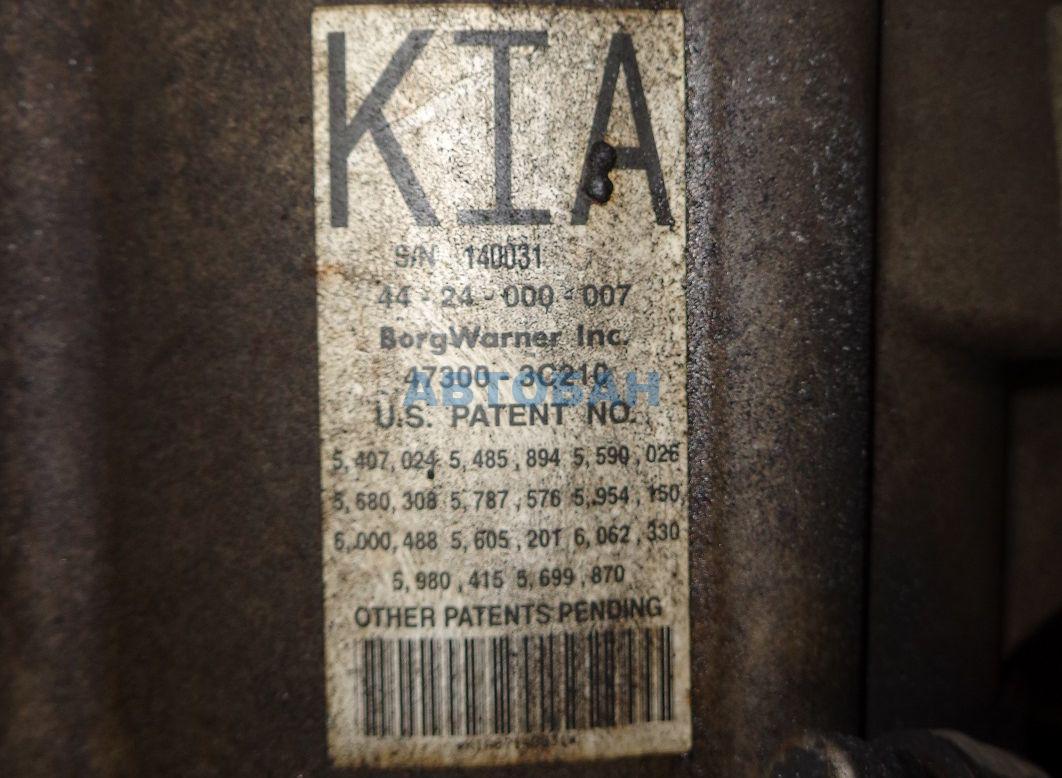 KIA
S/N 140031
44-24-000-007
BorgWarner Inc.
47300-3C210
АВТОБАН
U.S. PATENT NO.
5,407,024 5,485,894 5,590,026
5,680,308 5,787,576 5,954,150,
6,000,488 5,605,201 6,062,330
5,980,415 5,699,870
OTHER PATENTS PENDING